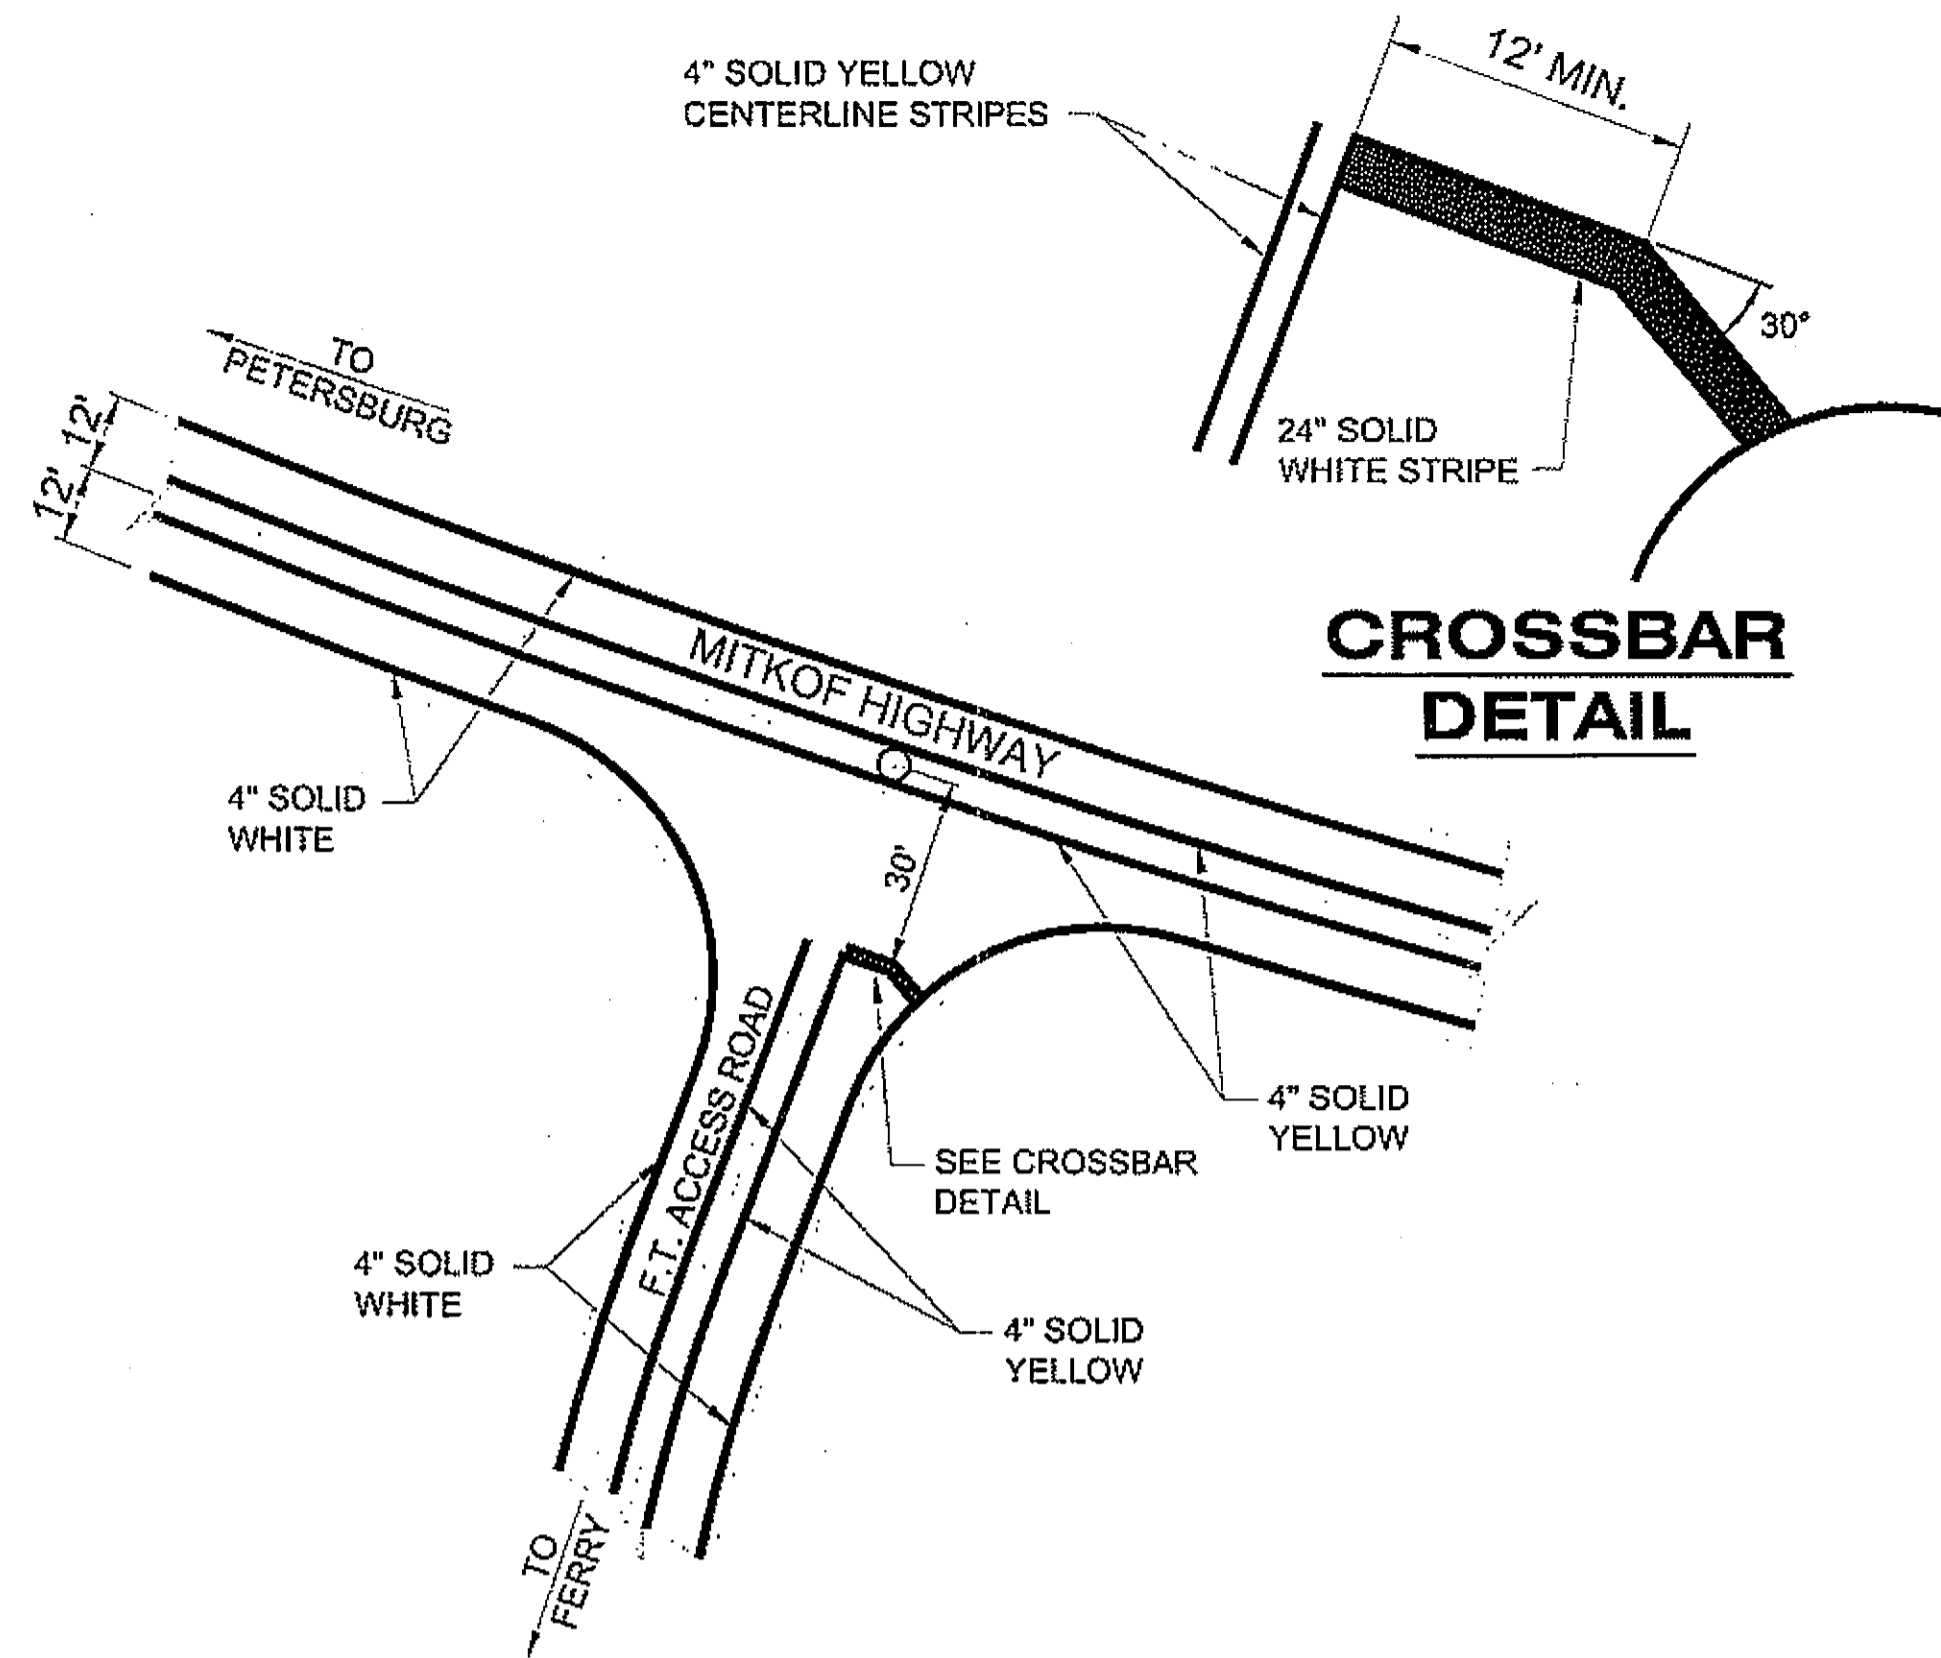 4" SOLID YELLOW
CENTERLINE STRIPES
12' MIN.
30°
24" SOLID
WHITE STRIPE
CROSSBAR
DETAIL
TO
PETERSBURG
12'
12'
MITKOF HIGHWAY
4" SOLID
WHITE
30'
F.T. ACCESS ROAD
4" SOLID
YELLOW
SEE CROSSBAR
DETAIL
4" SOLID
WHITE
4" SOLID
YELLOW
TO
FERRY